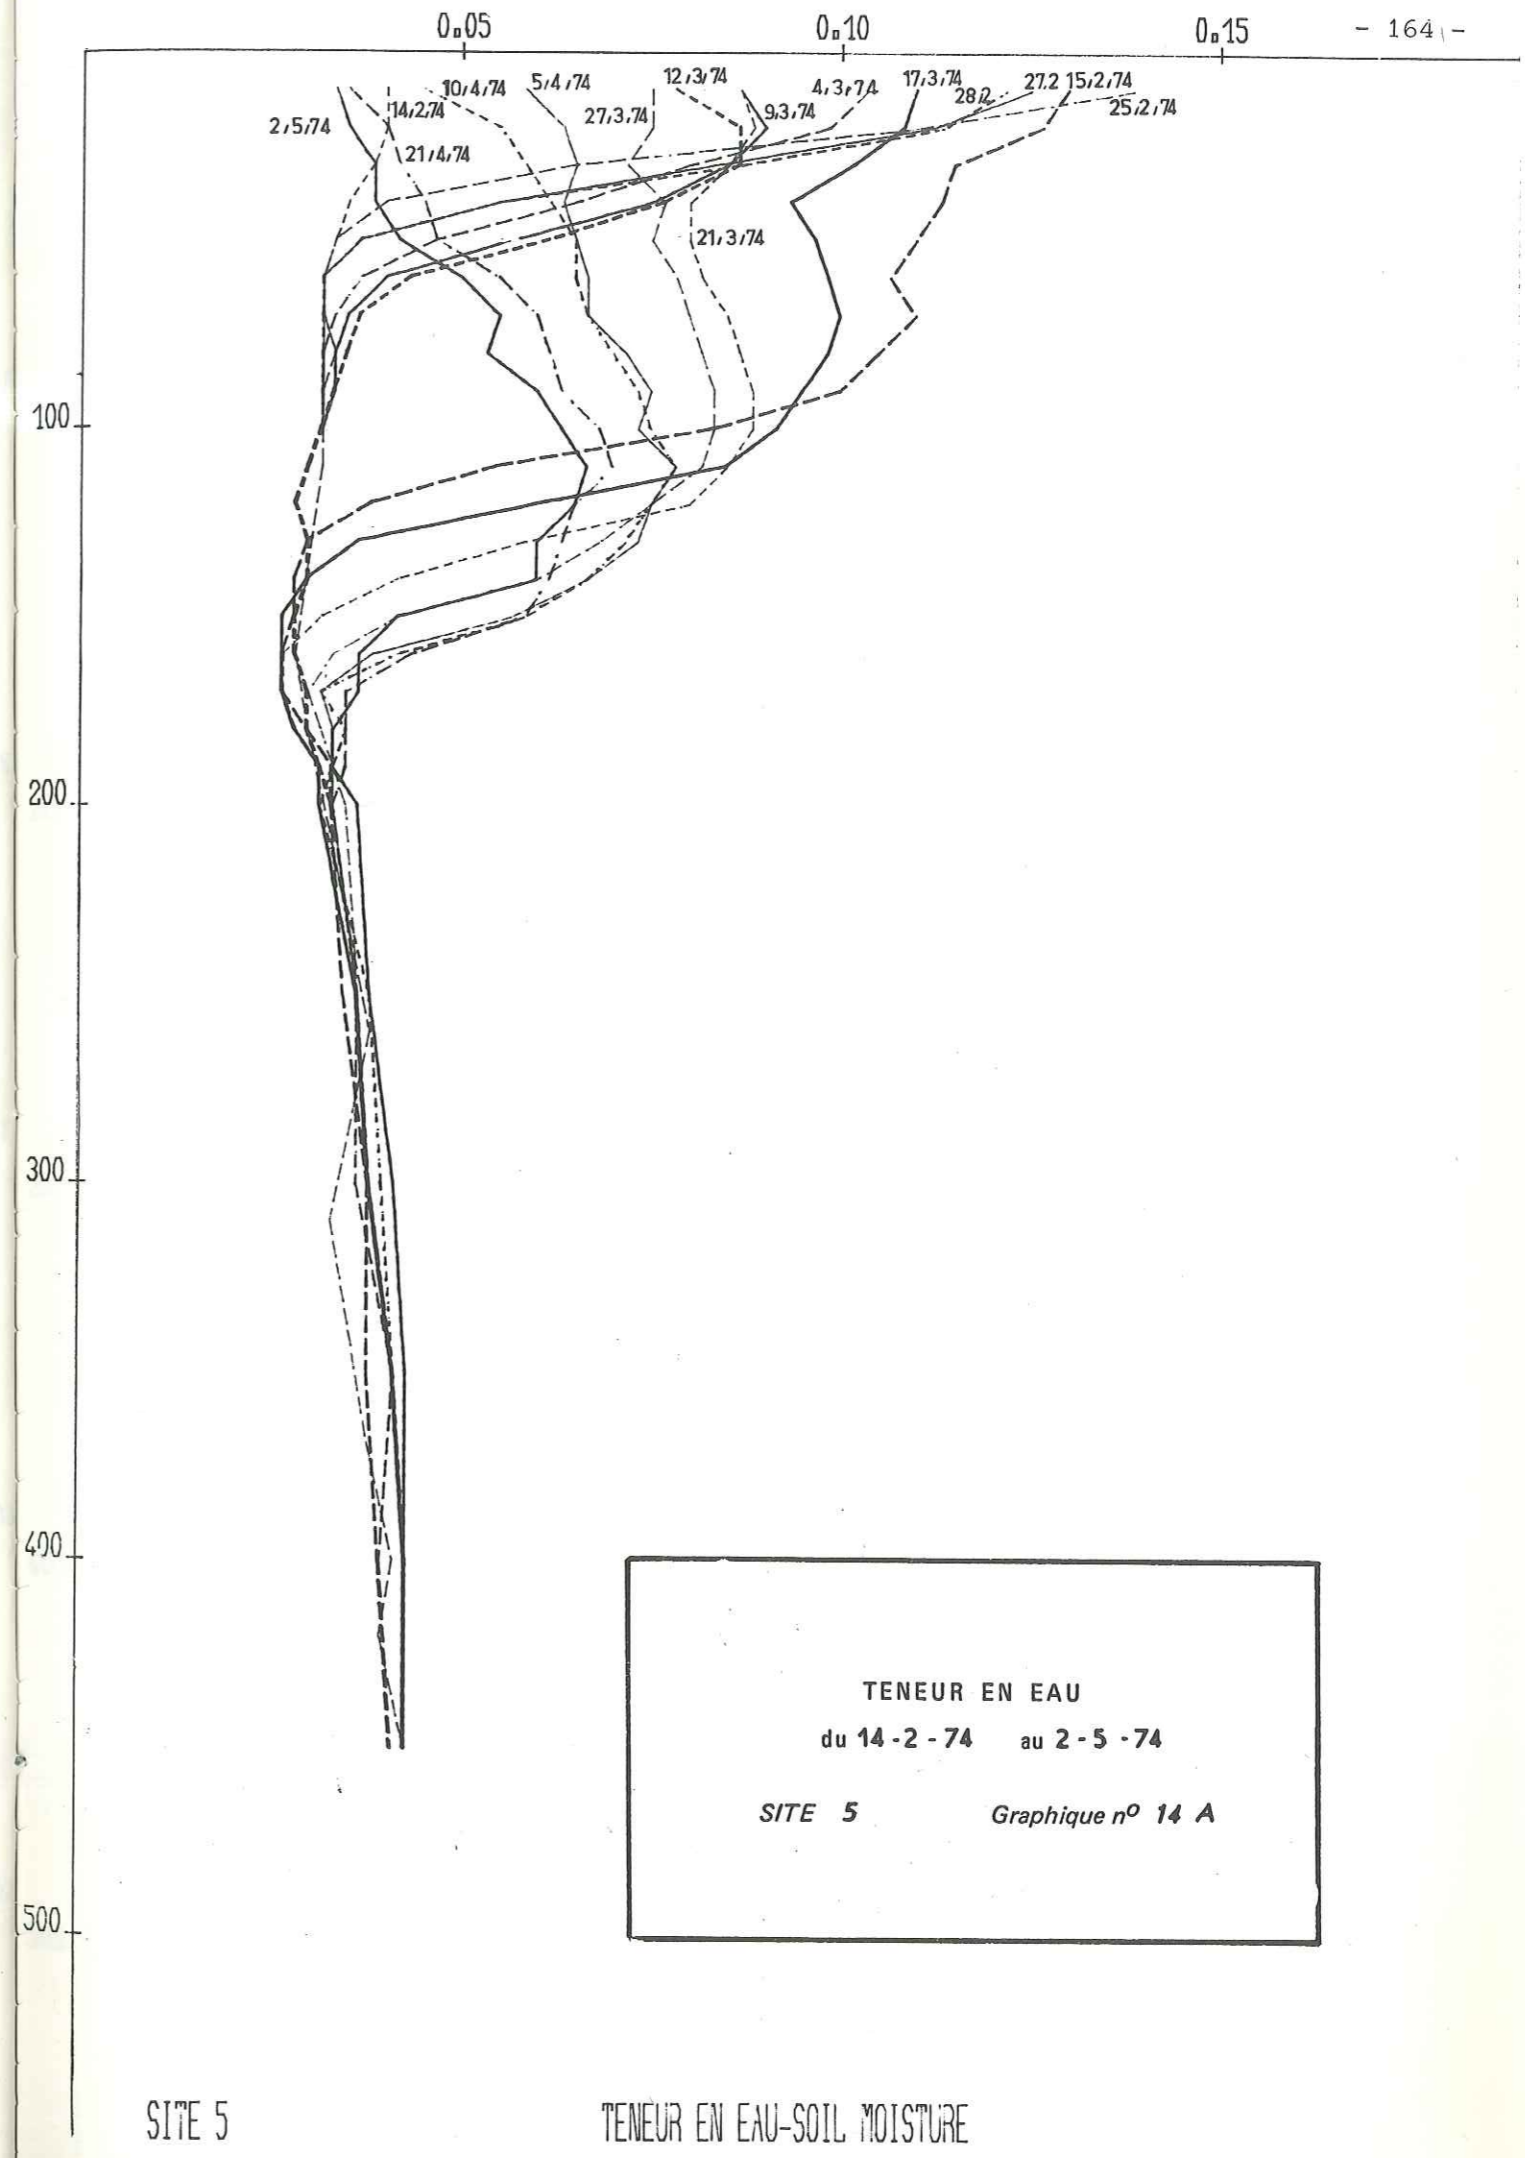 0.05 0.10 0.15 - 164 -
10/4/74 5/4/74 12/3/74 4,3,74 17,3,74 27.2 15,2,74
28/2 25,2,74
2,5,74 14,2,74 27,3,74 9,3,74
21,4,74
21,3,74
100
200
300
400
TENEUR EN EAU
du 14-2-74 au 2-5-74
SITE 5 Graphique nº 14 A
500
SITE 5 TENEUR EN EAU-SOIL MOISTURE